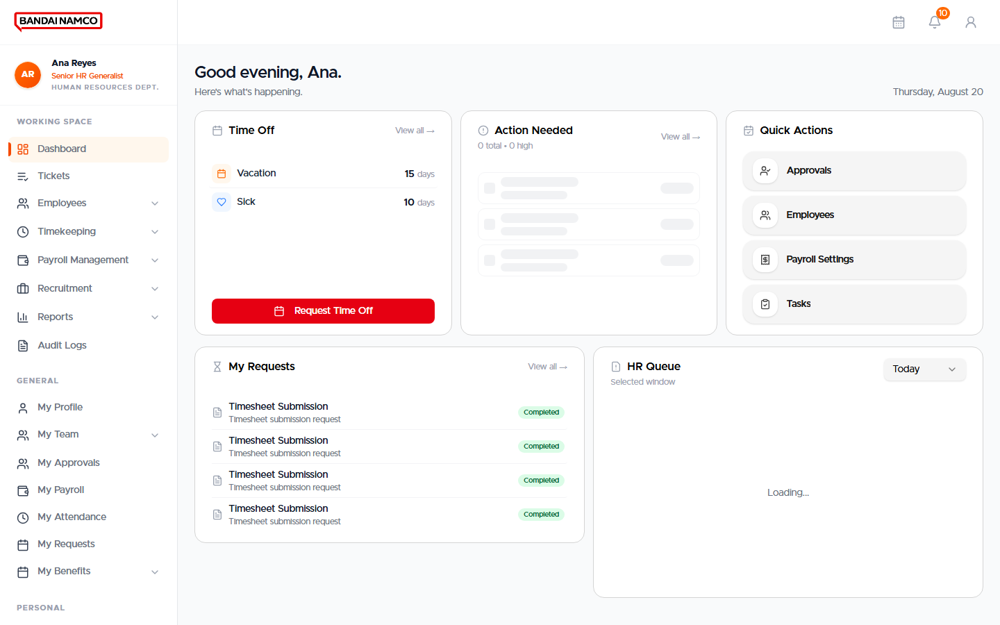 BANDAI NAMCO
10
AR
Ana Reyes
Senior HR Generalist
HUMAN RESOURCES DEPT.
WORKING SPACE
Dashboard
Tickets
Employees
Timekeeping
Payroll Management
Recruitment
Reports
Audit Logs
GENERAL
My Profile
My Team
My Approvals
My Payroll
My Attendance
My Requests
My Benefits
PERSONAL
Good evening, Ana.
Here's what's happening.
Thursday, August 20
Time Off
View all →
Vacation
15 days
Sick
10 days
Request Time Off
Action Needed
0 total • 0 high
View all →
Quick Actions
Approvals
Employees
Payroll Settings
Tasks
My Requests
View all →
Timesheet Submission
Timesheet submission request
Completed
Timesheet Submission
Timesheet submission request
Completed
Timesheet Submission
Timesheet submission request
Completed
Timesheet Submission
Timesheet submission request
Completed
HR Queue
Selected window
Today
Loading...